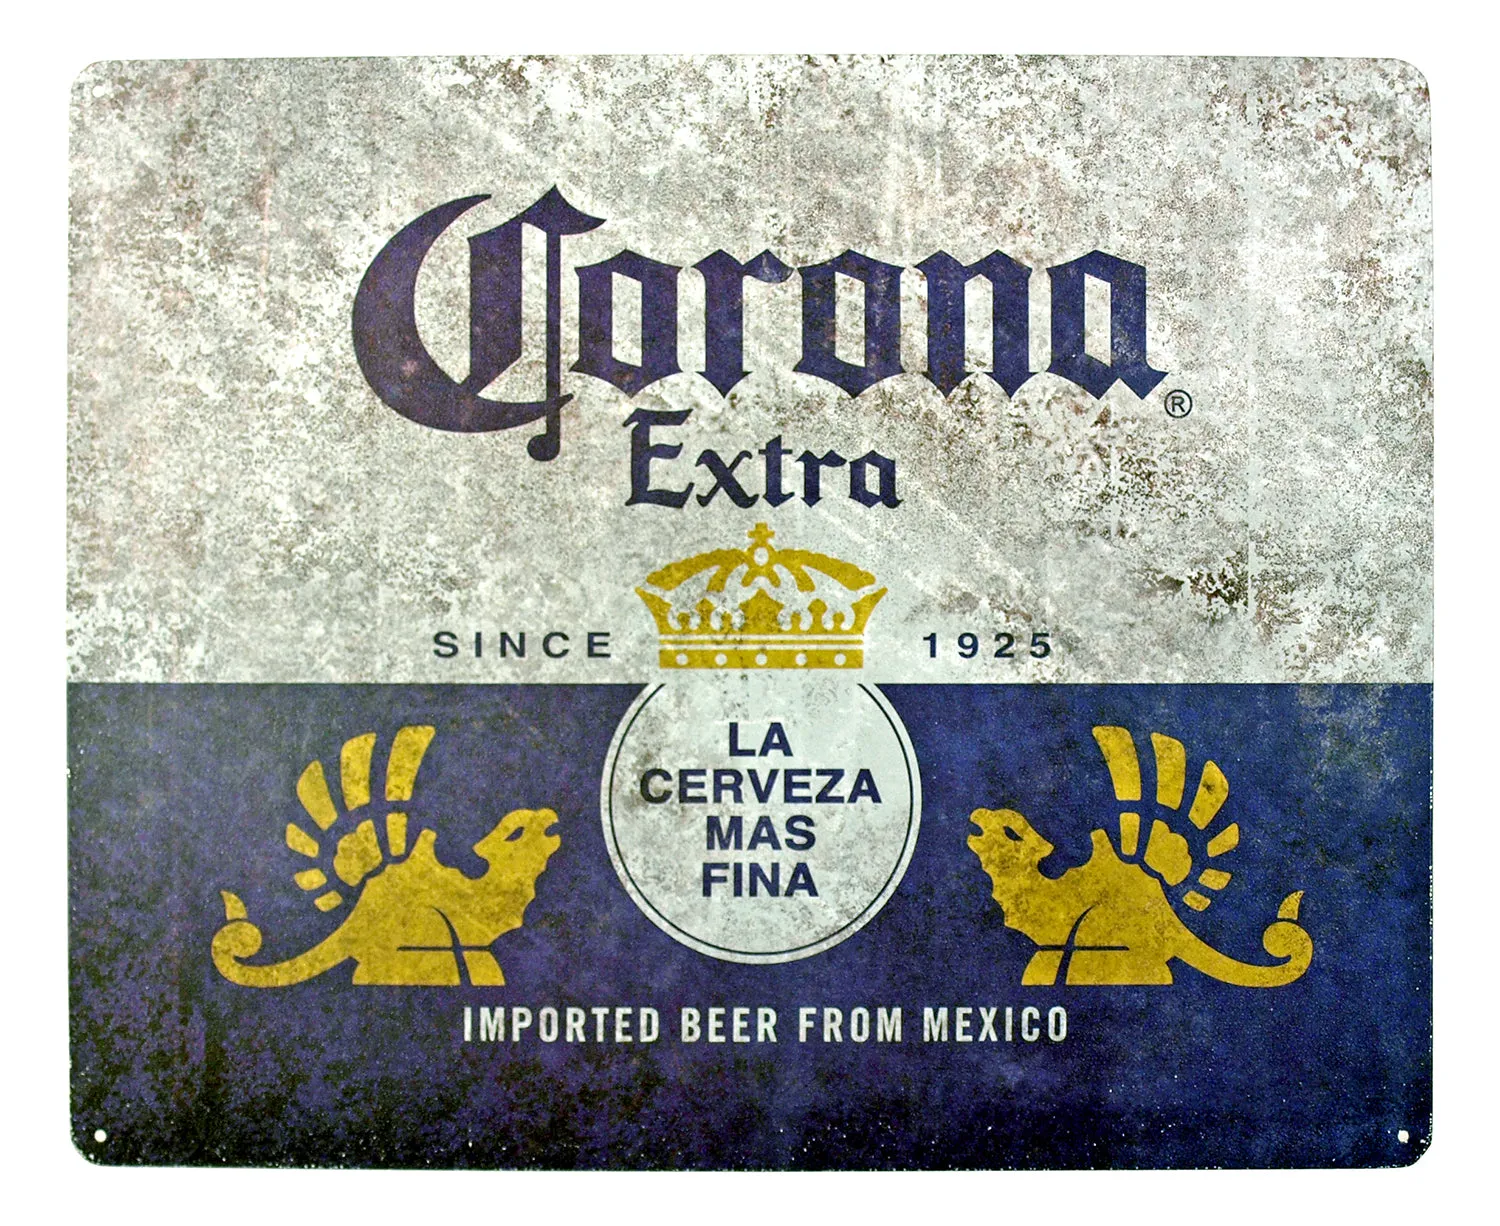 Corona®
Extra
SINCE 1925
LA
CERVEZA
MAS
FINA
IMPORTED BEER FROM MEXICO